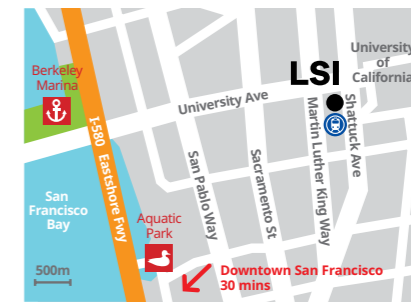 University
of
California
LSI
Berkeley
Marina
University Ave
I-580 Eastshore Fwy
San Pablo Way
Sacramento St
Martin Luther King Way
Shattuck Ave
San
Francisco
Bay
Aquatic
Park
500m
Downtown San Francisco
30 mins